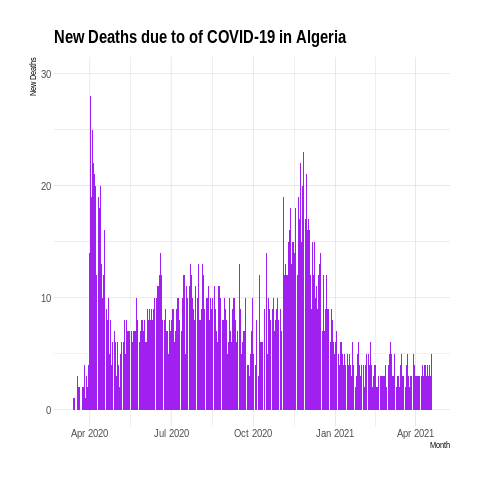 New Deaths due to of COVID-19 in Algeria
New Deaths
30
20
10
0
Apr 2020 Jul 2020 Oct 2020 Jan 2021 Apr 2021
Month